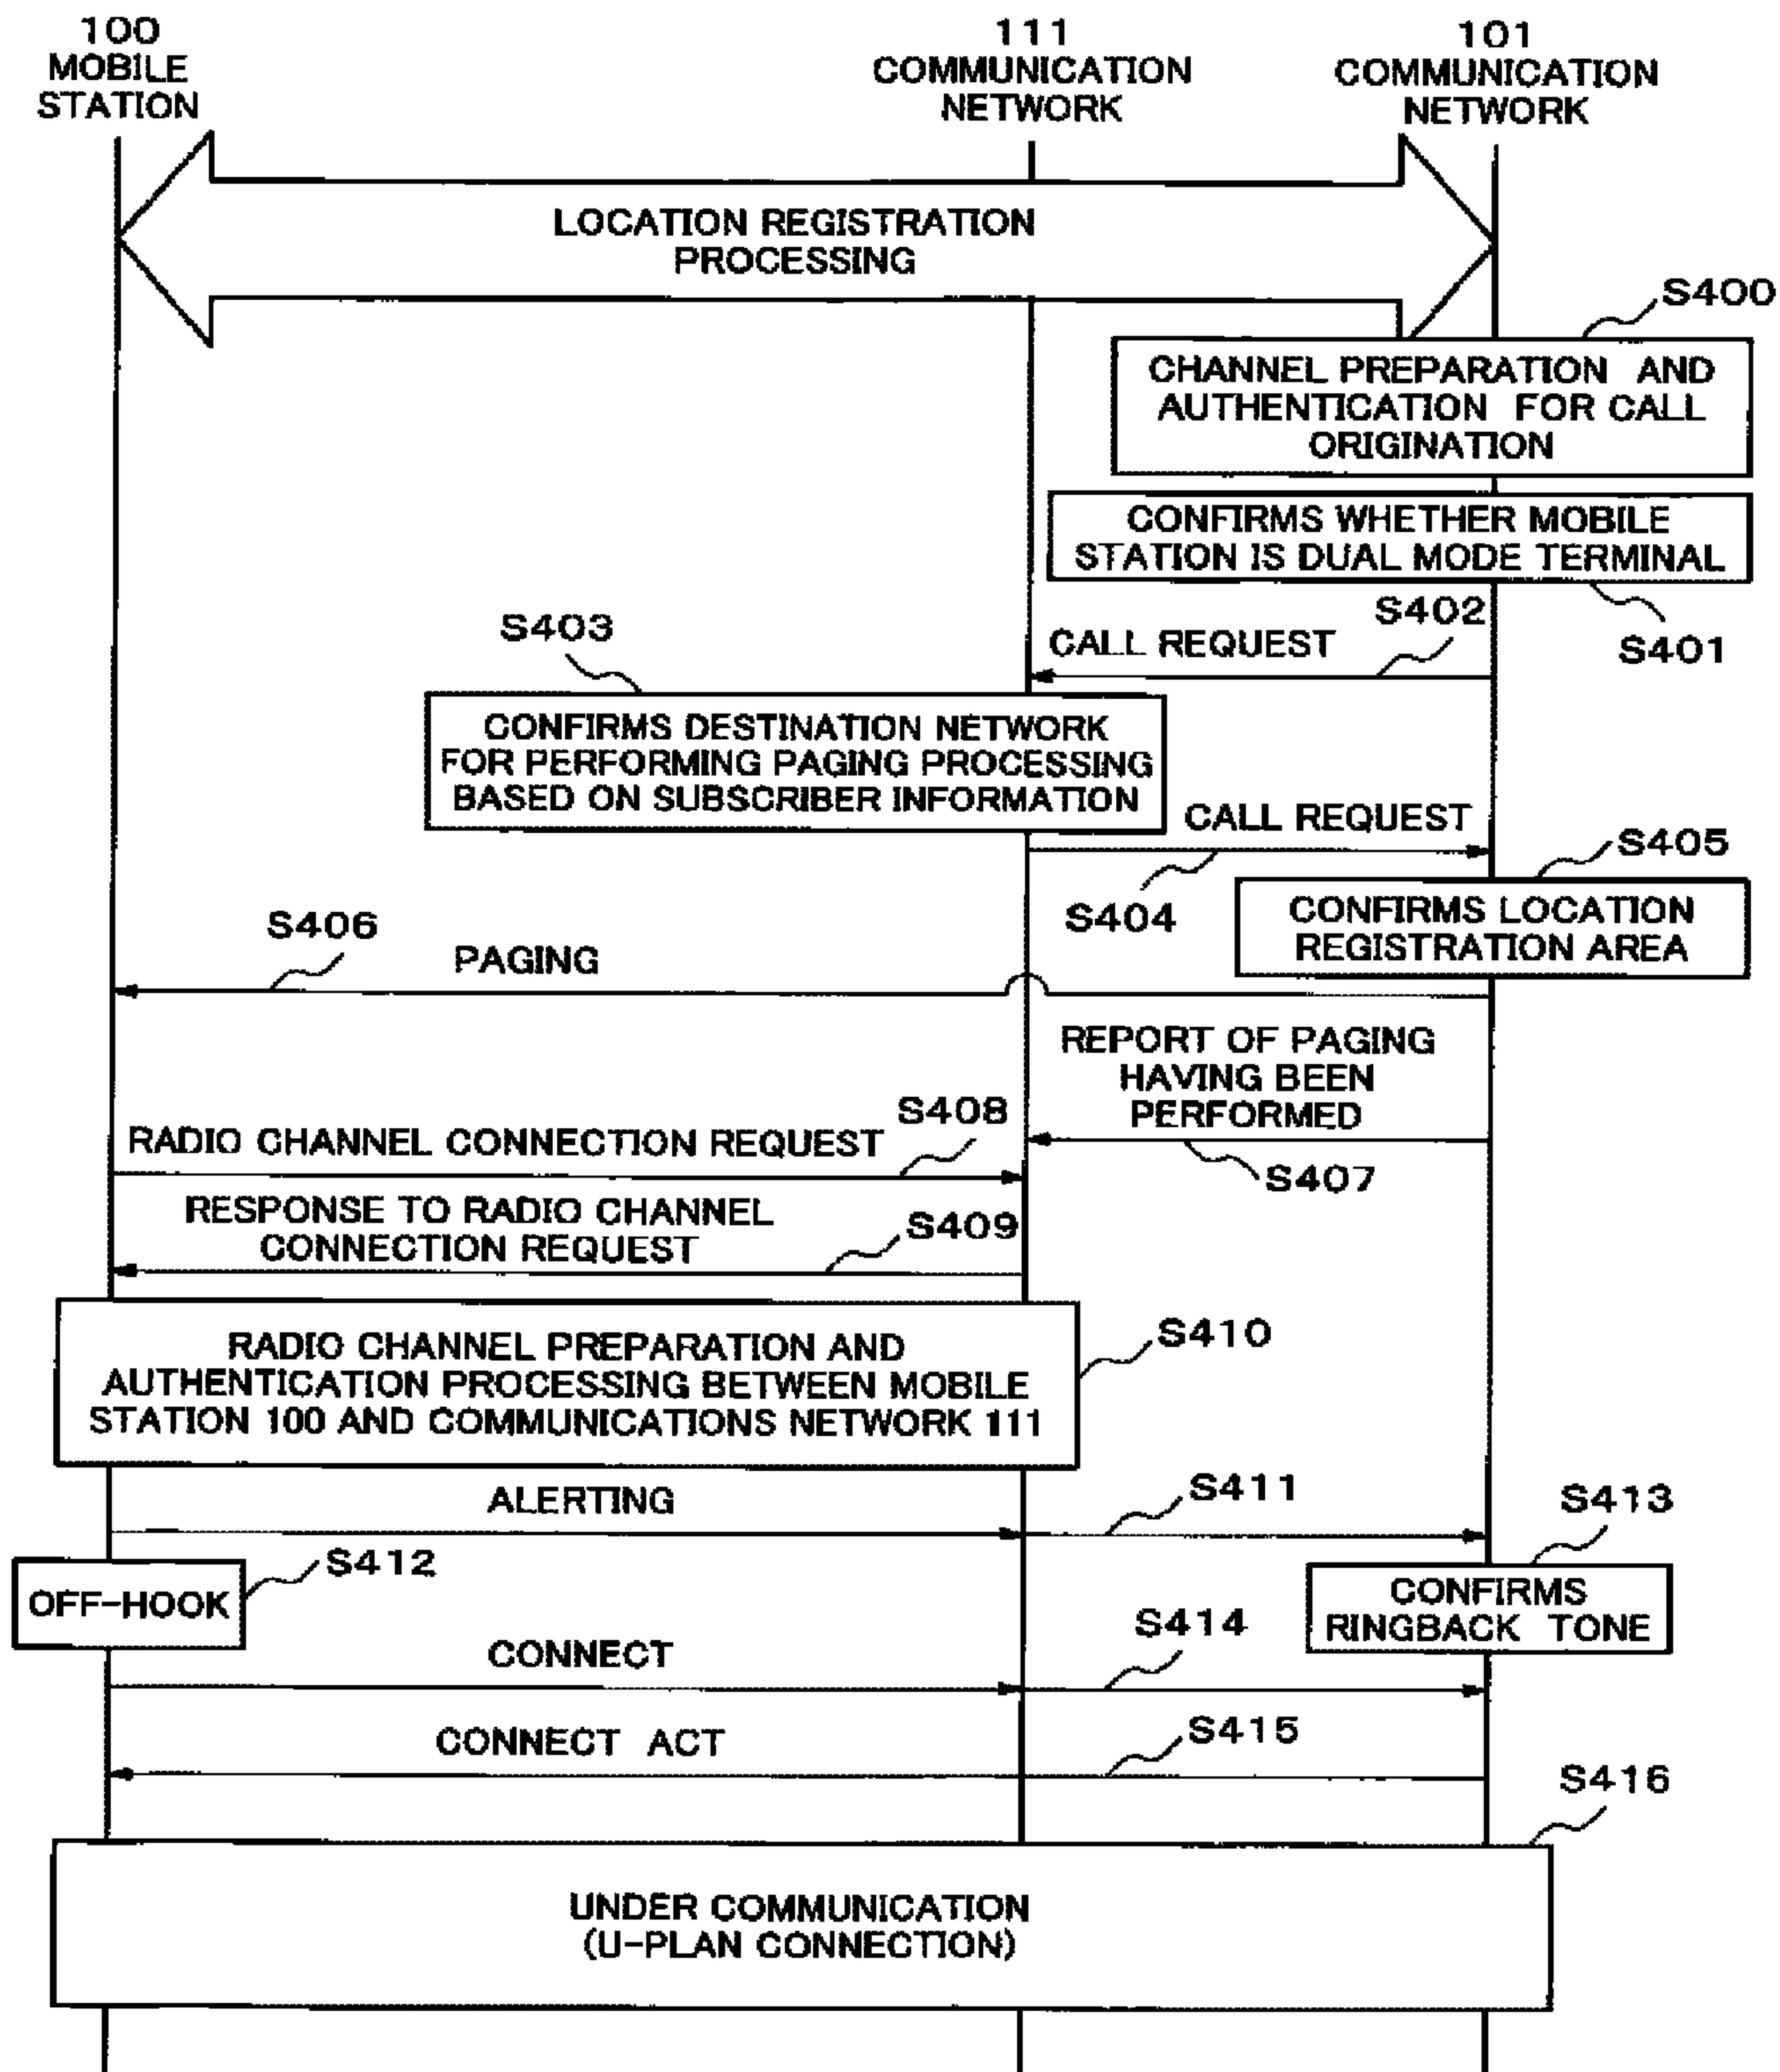 100
MOBILE
STATION
111
COMMUNICATION
NETWORK
101
COMMUNICATION
NETWORK
LOCATION REGISTRATION
PROCESSING
S400
CHANNEL PREPARATION AND
AUTHENTICATION FOR CALL
ORIGINATION
CONFIRMS WHETHER MOBILE
STATION IS DUAL MODE TERMINAL
S401
S402
CALL REQUEST
S403
CONFIRMS DESTINATION NETWORK
FOR PERFORMING PAGING PROCESSING
BASED ON SUBSCRIBER INFORMATION
CALL REQUEST
S404
S405
CONFIRMS LOCATION
REGISTRATION AREA
S406
PAGING
REPORT OF PAGING
HAVING BEEN
PERFORMED
S407
S408
RADIO CHANNEL CONNECTION REQUEST
RESPONSE TO RADIO CHANNEL
CONNECTION REQUEST
S409
RADIO CHANNEL PREPARATION AND
AUTHENTICATION PROCESSING BETWEEN MOBILE
STATION 100 AND COMMUNICATIONS NETWORK 111
S410
ALERTING
S411
S413
OFF-HOOK
S412
CONFIRMS
RINGBACK TONE
CONNECT
S414
CONNECT ACT
S415
S416
UNDER COMMUNICATION
(U-PLAN CONNECTION)